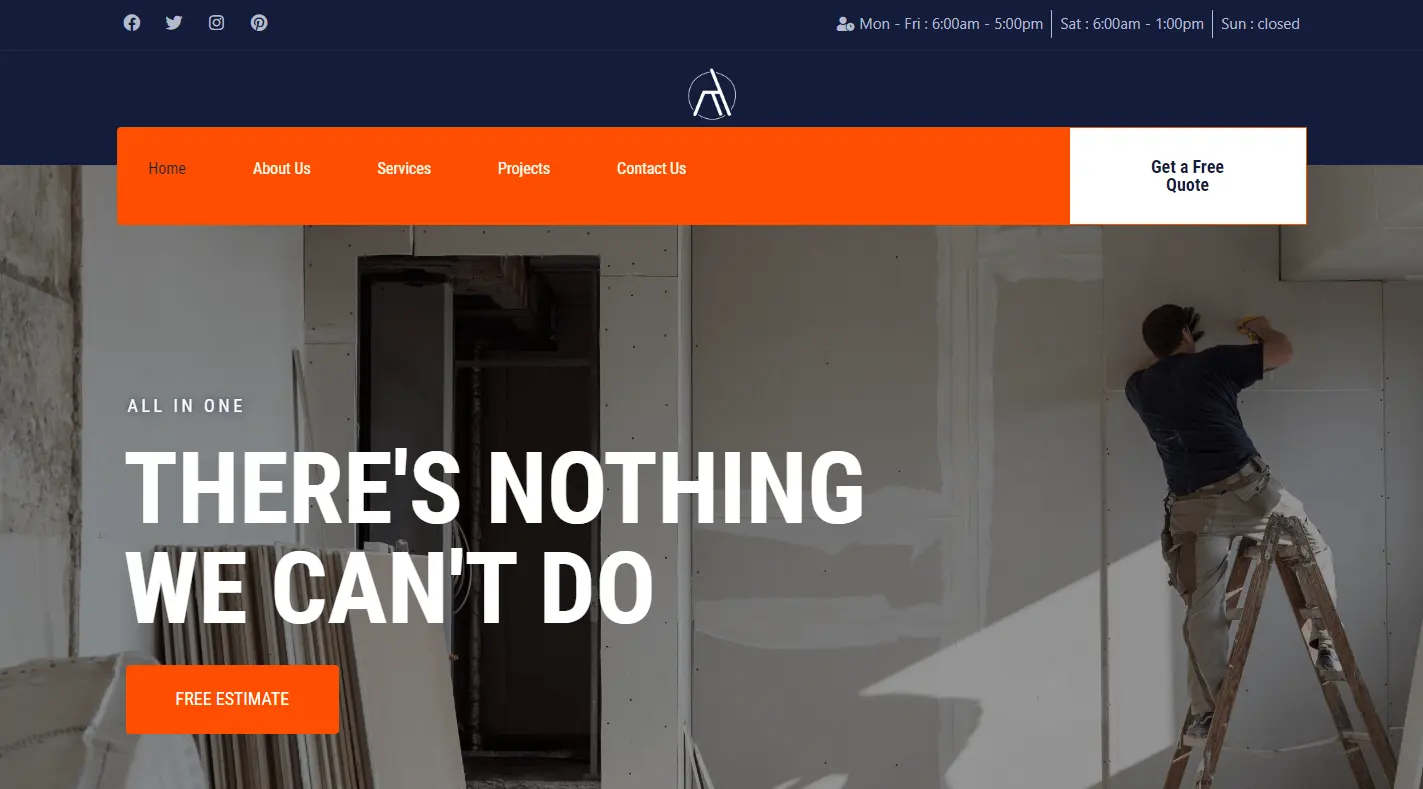 Mon - Fri : 6:00am - 5:00pm
Sat : 6:00am - 1:00pm
Sun : closed
Home
About Us
Services
Projects
Contact Us
Get a Free
Quote
ALL IN ONE
THERE'S NOTHING
WE CAN'T DO
FREE ESTIMATE